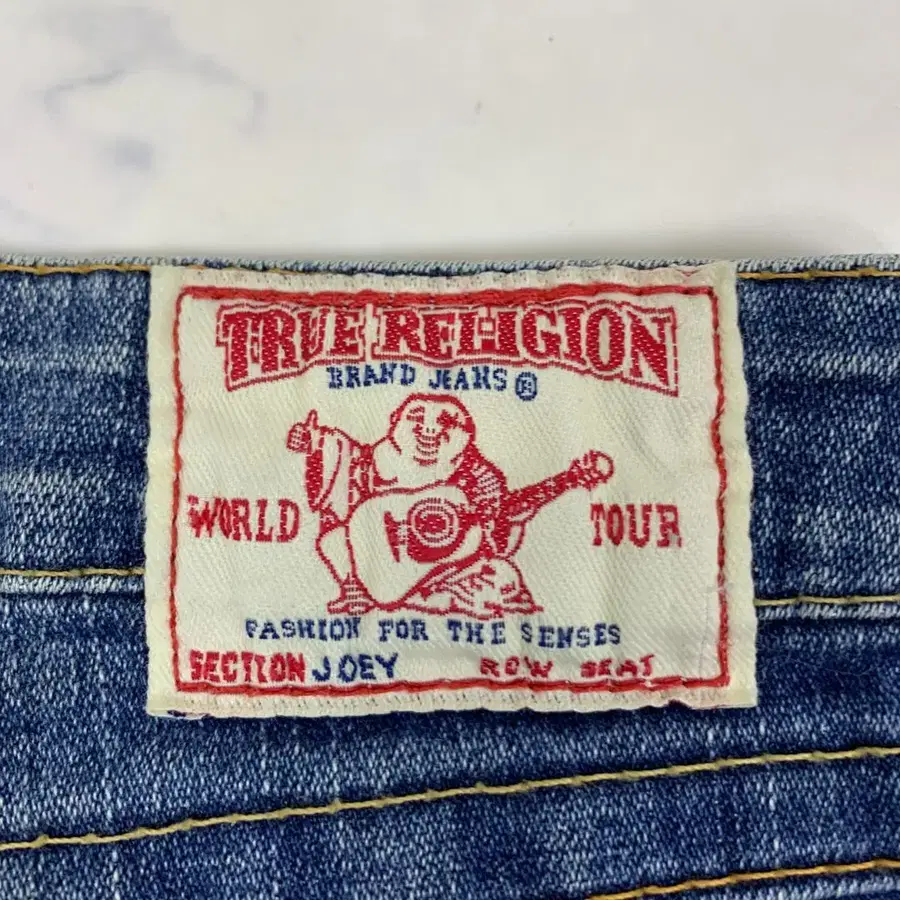 TRUE RELIGION
BRAND JEANS®
WORLD TOUR
FASHION FOR THE SENSES
SECTION JOEY ROW SEAT